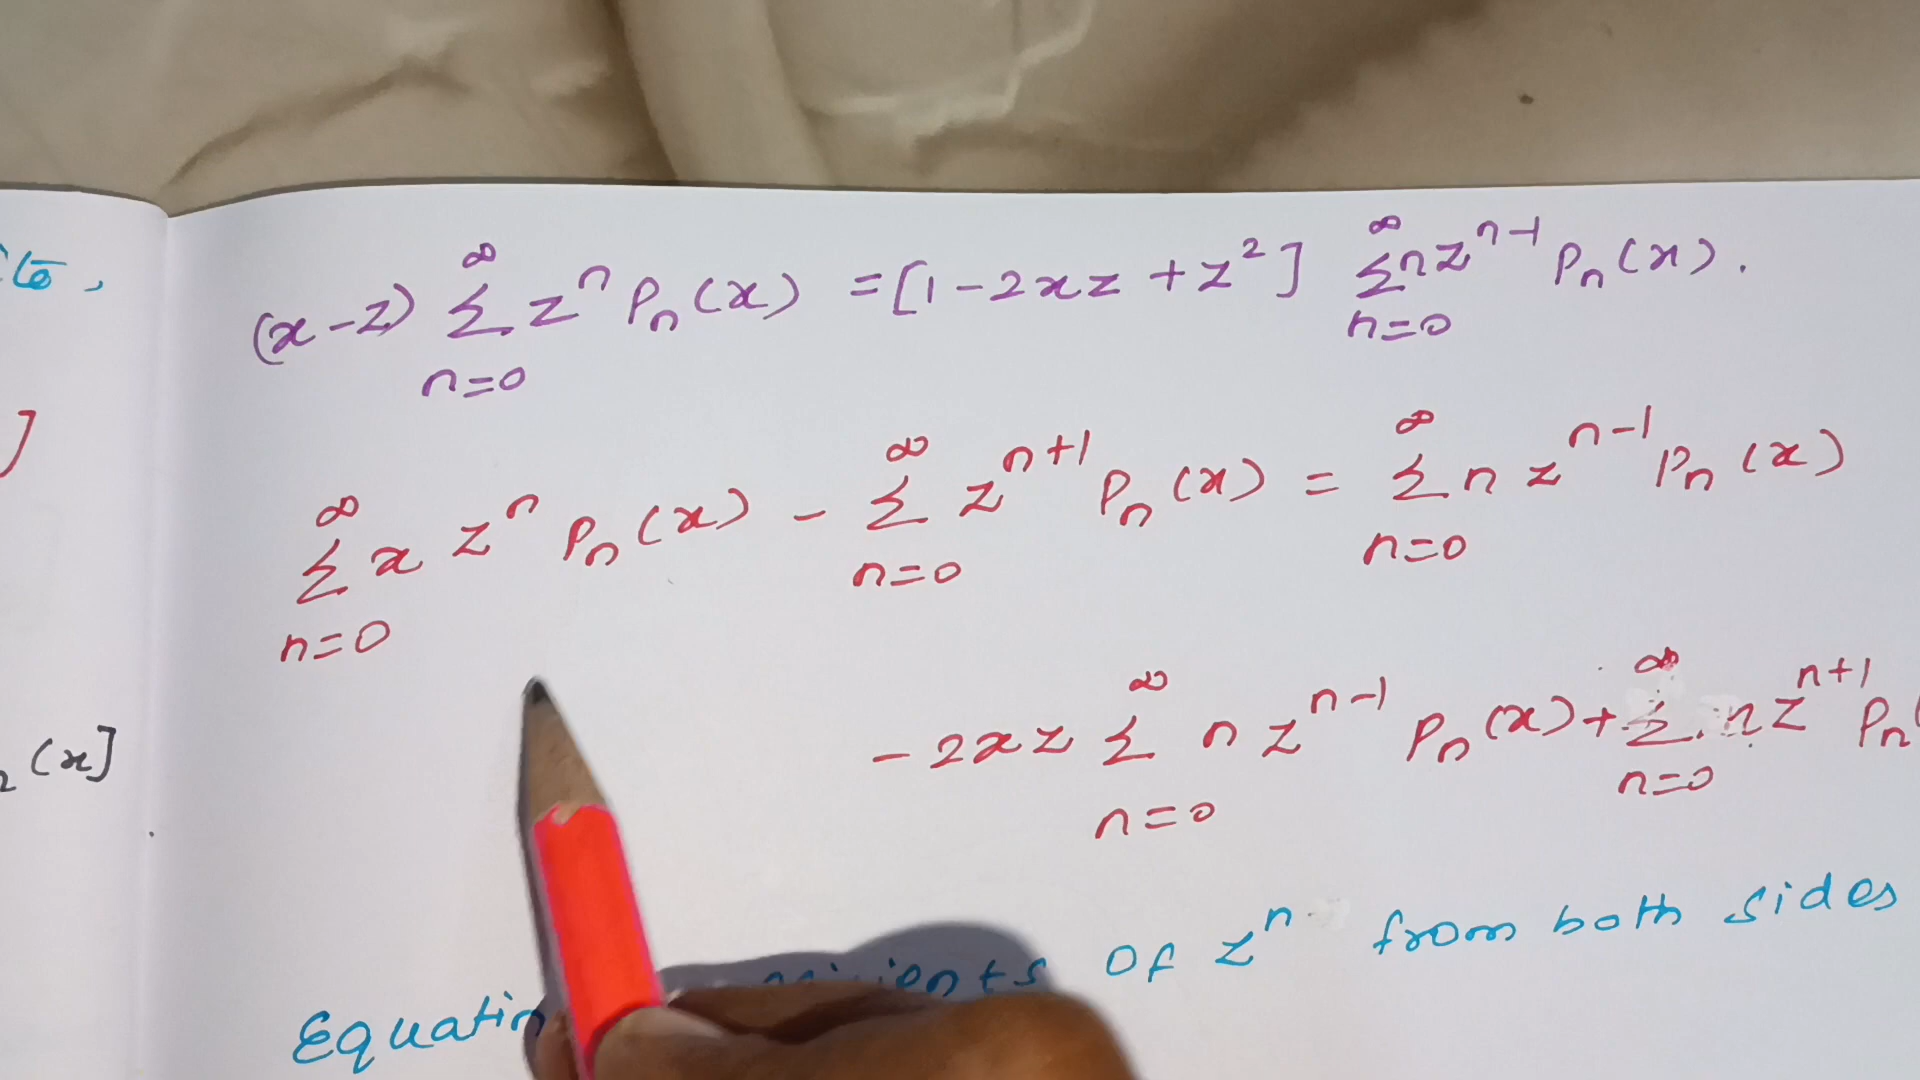 (x-z) ∑_{n=0}^{∞} z^n P_n(x) = [1-2xz+z^2] ∑_{n=0}^{∞} n z^{n-1} P_n(x).
]
∑_{n=0}^{∞} x z^n P_n(x) - ∑_{n=0}^{∞} z^{n+1} P_n(x) = ∑_{n=0}^{∞} n z^{n-1} P_n(x)
(x]
-2xz ∑_{n=0}^{∞} n z^{n-1} P_n(x) + ∑_{n=0}^{∞} n z^{n+1} P_n(
of z^n from both sides